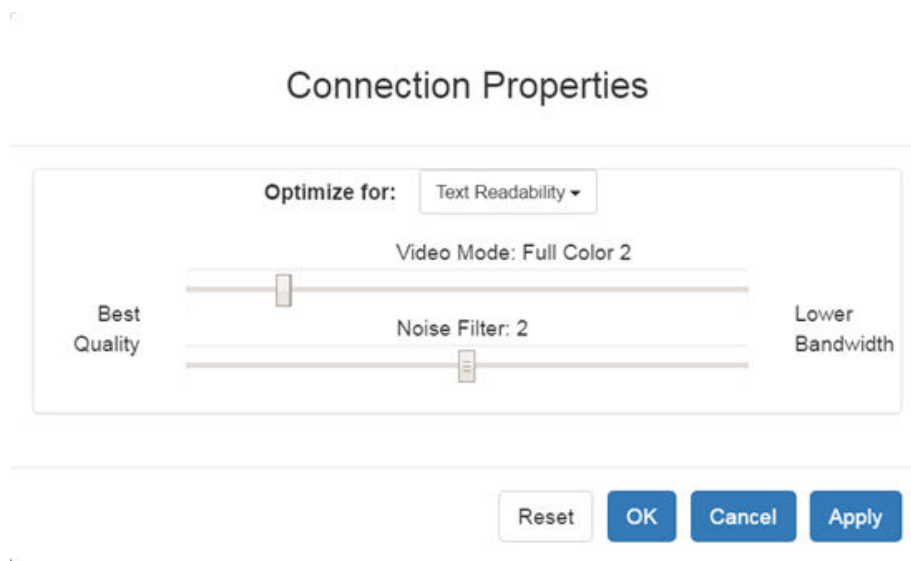 Connection Properties
Optimize for: Text Readability
Video Mode: Full Color 2
Best
Quality
Lower
Bandwidth
Noise Filter: 2
Reset OK Cancel Apply